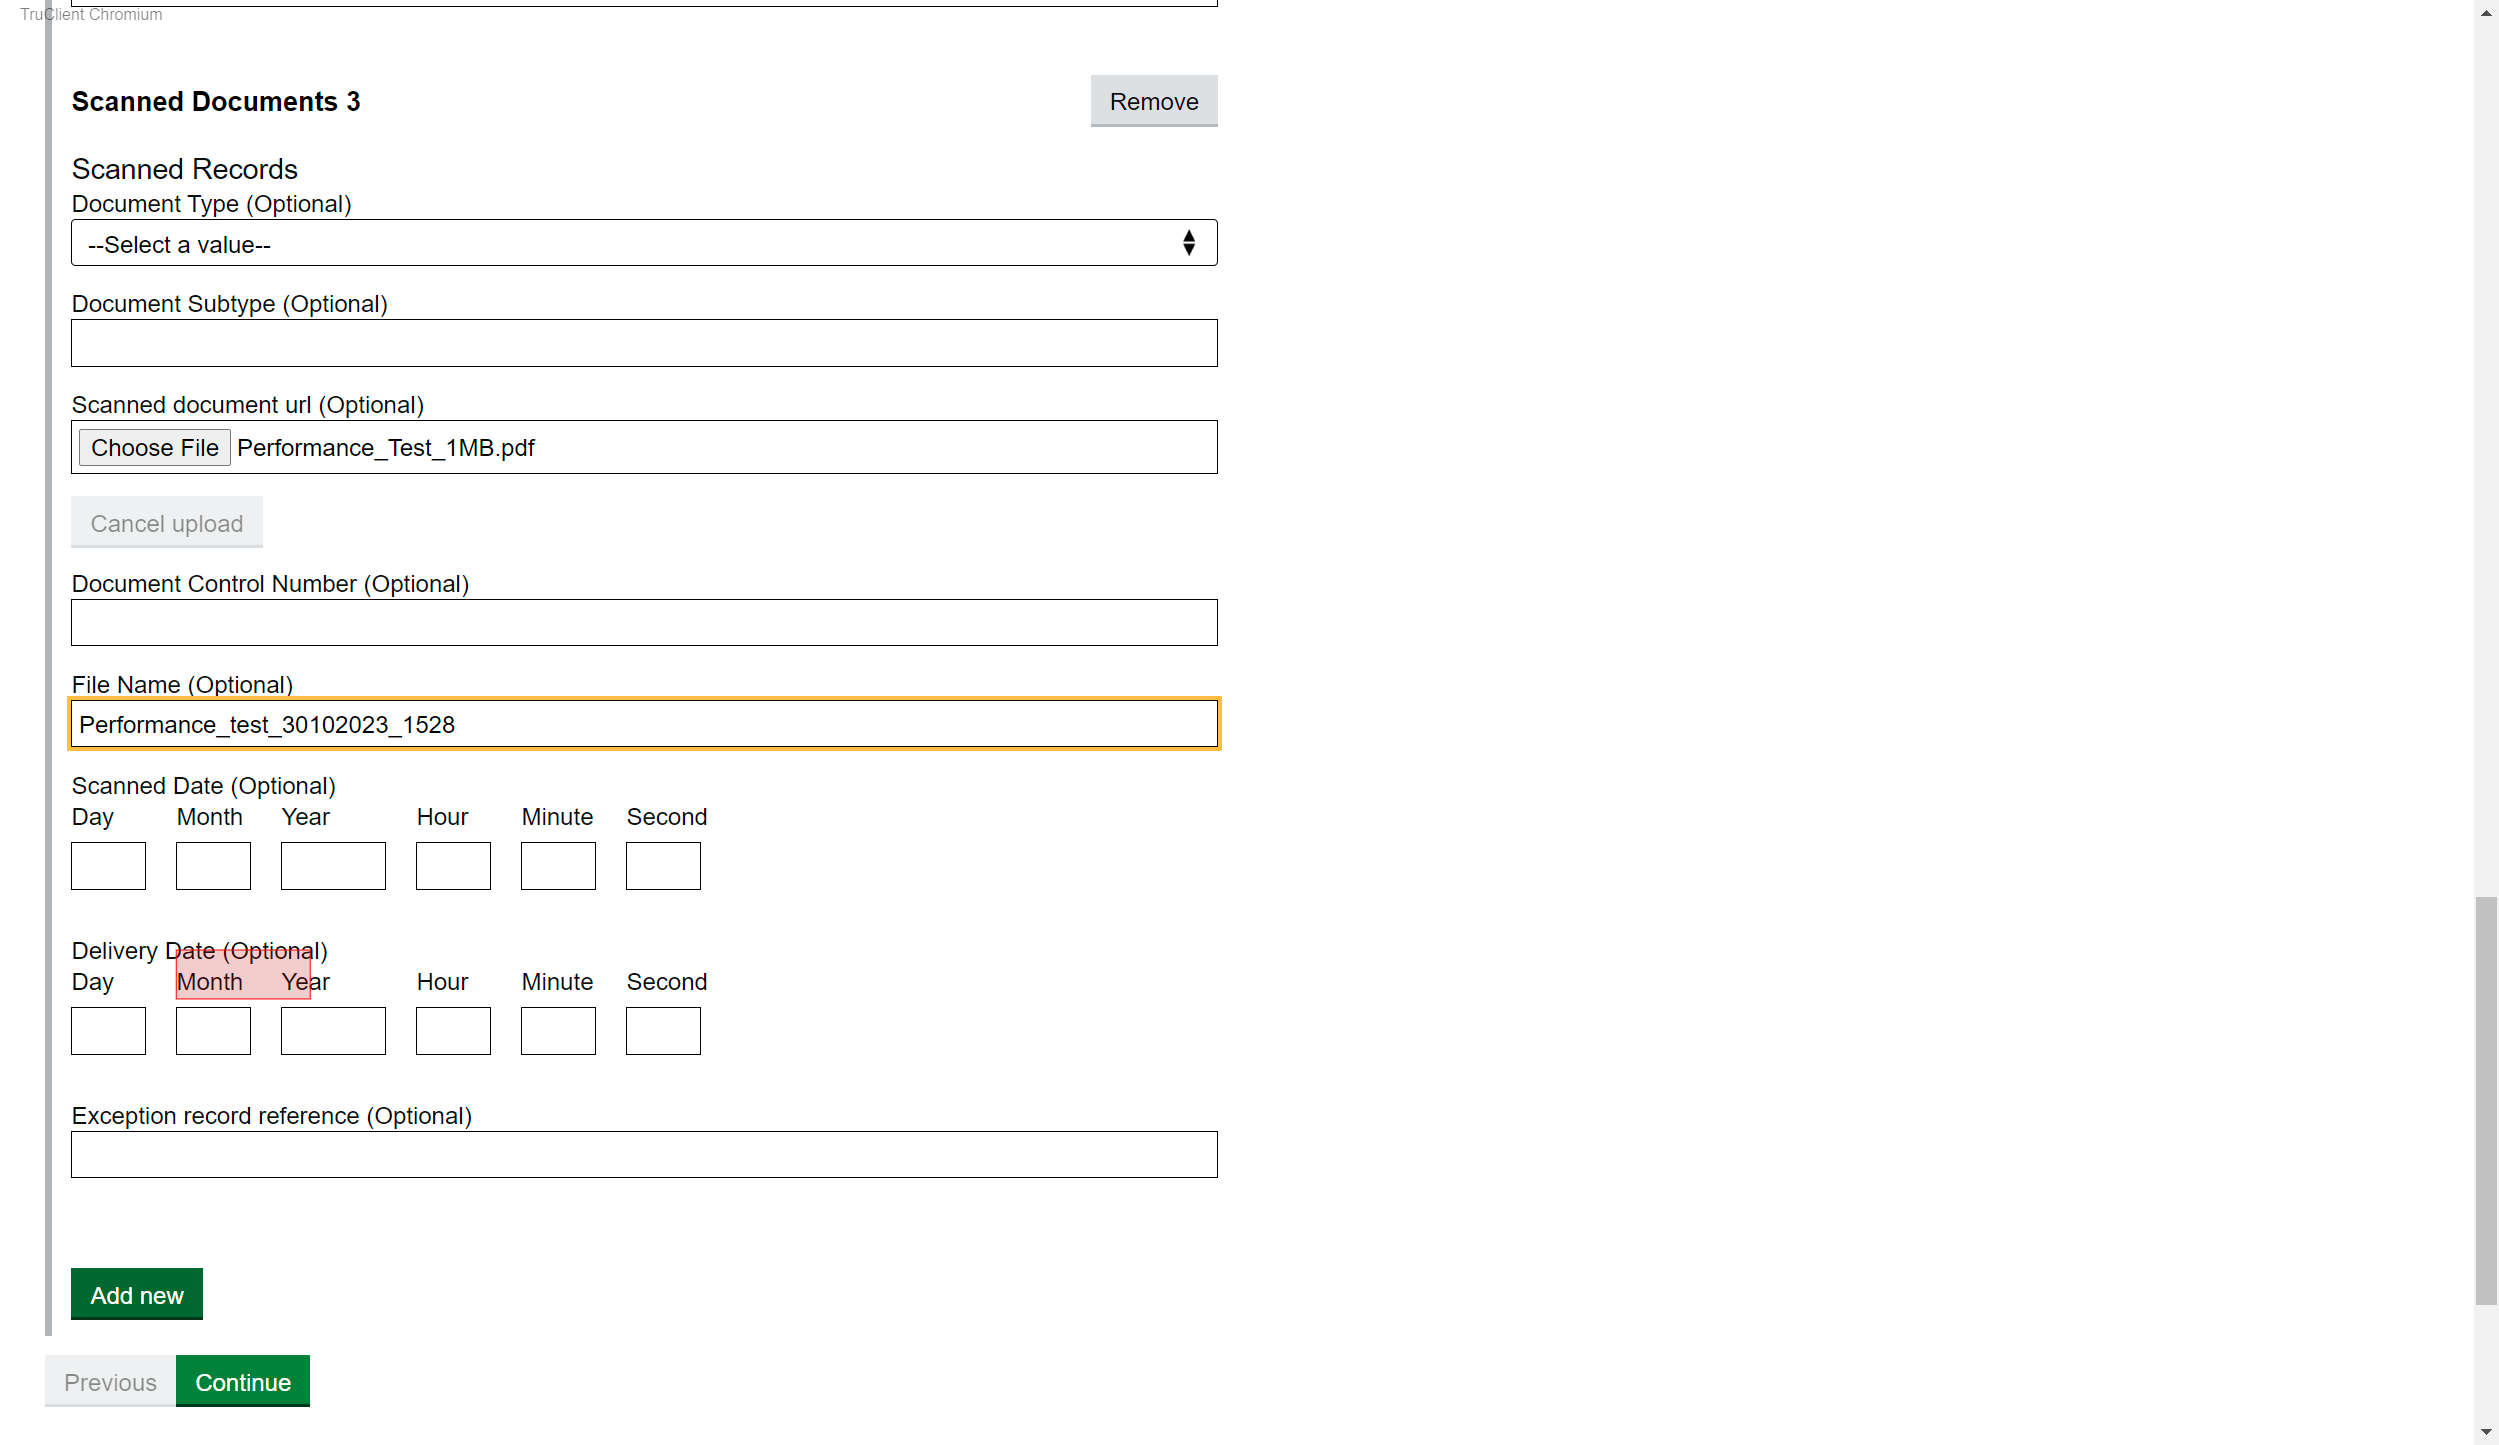 TruClient Chromium
Scanned Documents 3
Remove
Scanned Records
Document Type (Optional)
--Select a value--
Document Subtype (Optional)
Scanned document url (Optional)
Choose File Performance_Test_1MB.pdf
Cancel upload
Document Control Number (Optional)
File Name (Optional)
Performance_test_30102023_1528
Scanned Date (Optional)
Day Month Year Hour Minute Second
Delivery Date (Optional)
Day Month Year Hour Minute Second
Exception record reference (Optional)
Add new
Previous Continue